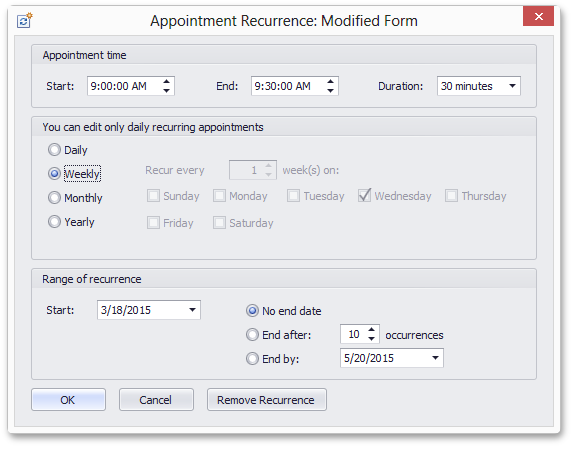 Appointment Recurrence: Modified Form
Appointment time
Start: 9:00:00 AM End: 9:30:00 AM Duration: 30 minutes
You can edit only daily recurring appointments
Daily
Weekly Recur every 1 week(s) on:
Monthly Sunday Monday Tuesday Wednesday Thursday
Yearly Friday Saturday
Range of recurrence
Start: 3/18/2015 No end date
End after: 10 occurrences
End by: 5/20/2015
OK Cancel Remove Recurrence